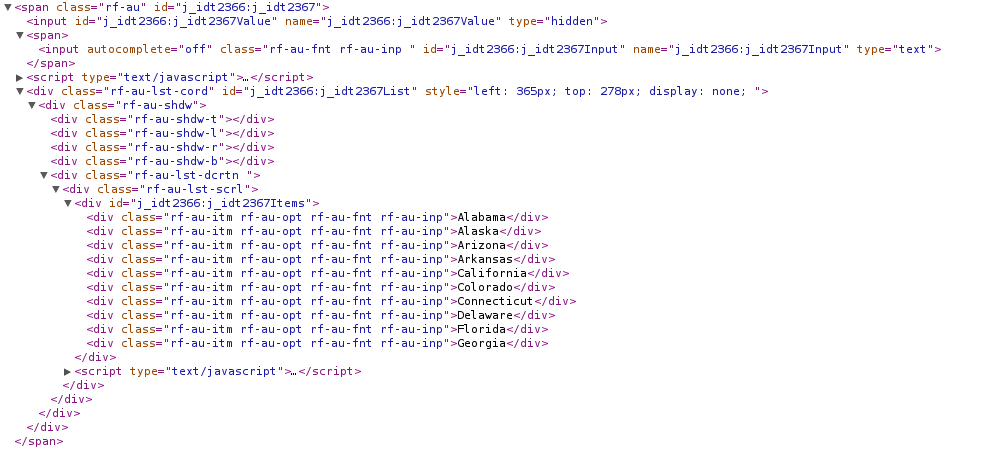 ▼<span class="rf-au" id="j_idt2366:j_idt2367">
<input id="j_idt2366:j_idt2367Value" name="j_idt2366:j_idt2367Value" type="hidden">
▼<span>
<input autocomplete="off" class="rf-au-fnt rf-au-inp " id="j_idt2366:j_idt2367Input" name="j_idt2366:j_idt2367Input" type="text">
</span>
▶<script type="text/javascript">…</script>
▼<div class="rf-au-lst-cord" id="j_idt2366:j_idt2367List" style="left: 365px; top: 278px; display: none; ">
▼<div class="rf-au-shdw">
<div class="rf-au-shdw-t"></div>
<div class="rf-au-shdw-l"></div>
<div class="rf-au-shdw-r"></div>
<div class="rf-au-shdw-b"></div>
▼<div class="rf-au-lst-dcrtn ">
▼<div class="rf-au-lst-scrl">
▼<div id="j_idt2366:j_idt2367Items">
<div class="rf-au-itm rf-au-opt rf-au-fnt rf-au-inp">Alabama</div>
<div class="rf-au-itm rf-au-opt rf-au-fnt rf-au-inp">Alaska</div>
<div class="rf-au-itm rf-au-opt rf-au-fnt rf-au-inp">Arizona</div>
<div class="rf-au-itm rf-au-opt rf-au-fnt rf-au-inp">Arkansas</div>
<div class="rf-au-itm rf-au-opt rf-au-fnt rf-au-inp">California</div>
<div class="rf-au-itm rf-au-opt rf-au-fnt rf-au-inp">Colorado</div>
<div class="rf-au-itm rf-au-opt rf-au-fnt rf-au-inp">Connecticut</div>
<div class="rf-au-itm rf-au-opt rf-au-fnt rf-au-inp">Delaware</div>
<div class="rf-au-itm rf-au-opt rf-au-fnt rf-au-inp">Florida</div>
<div class="rf-au-itm rf-au-opt rf-au-fnt rf-au-inp">Georgia</div>
</div>
▶<script type="text/javascript">…</script>
</div>
</div>
</div>
</div>
</span>